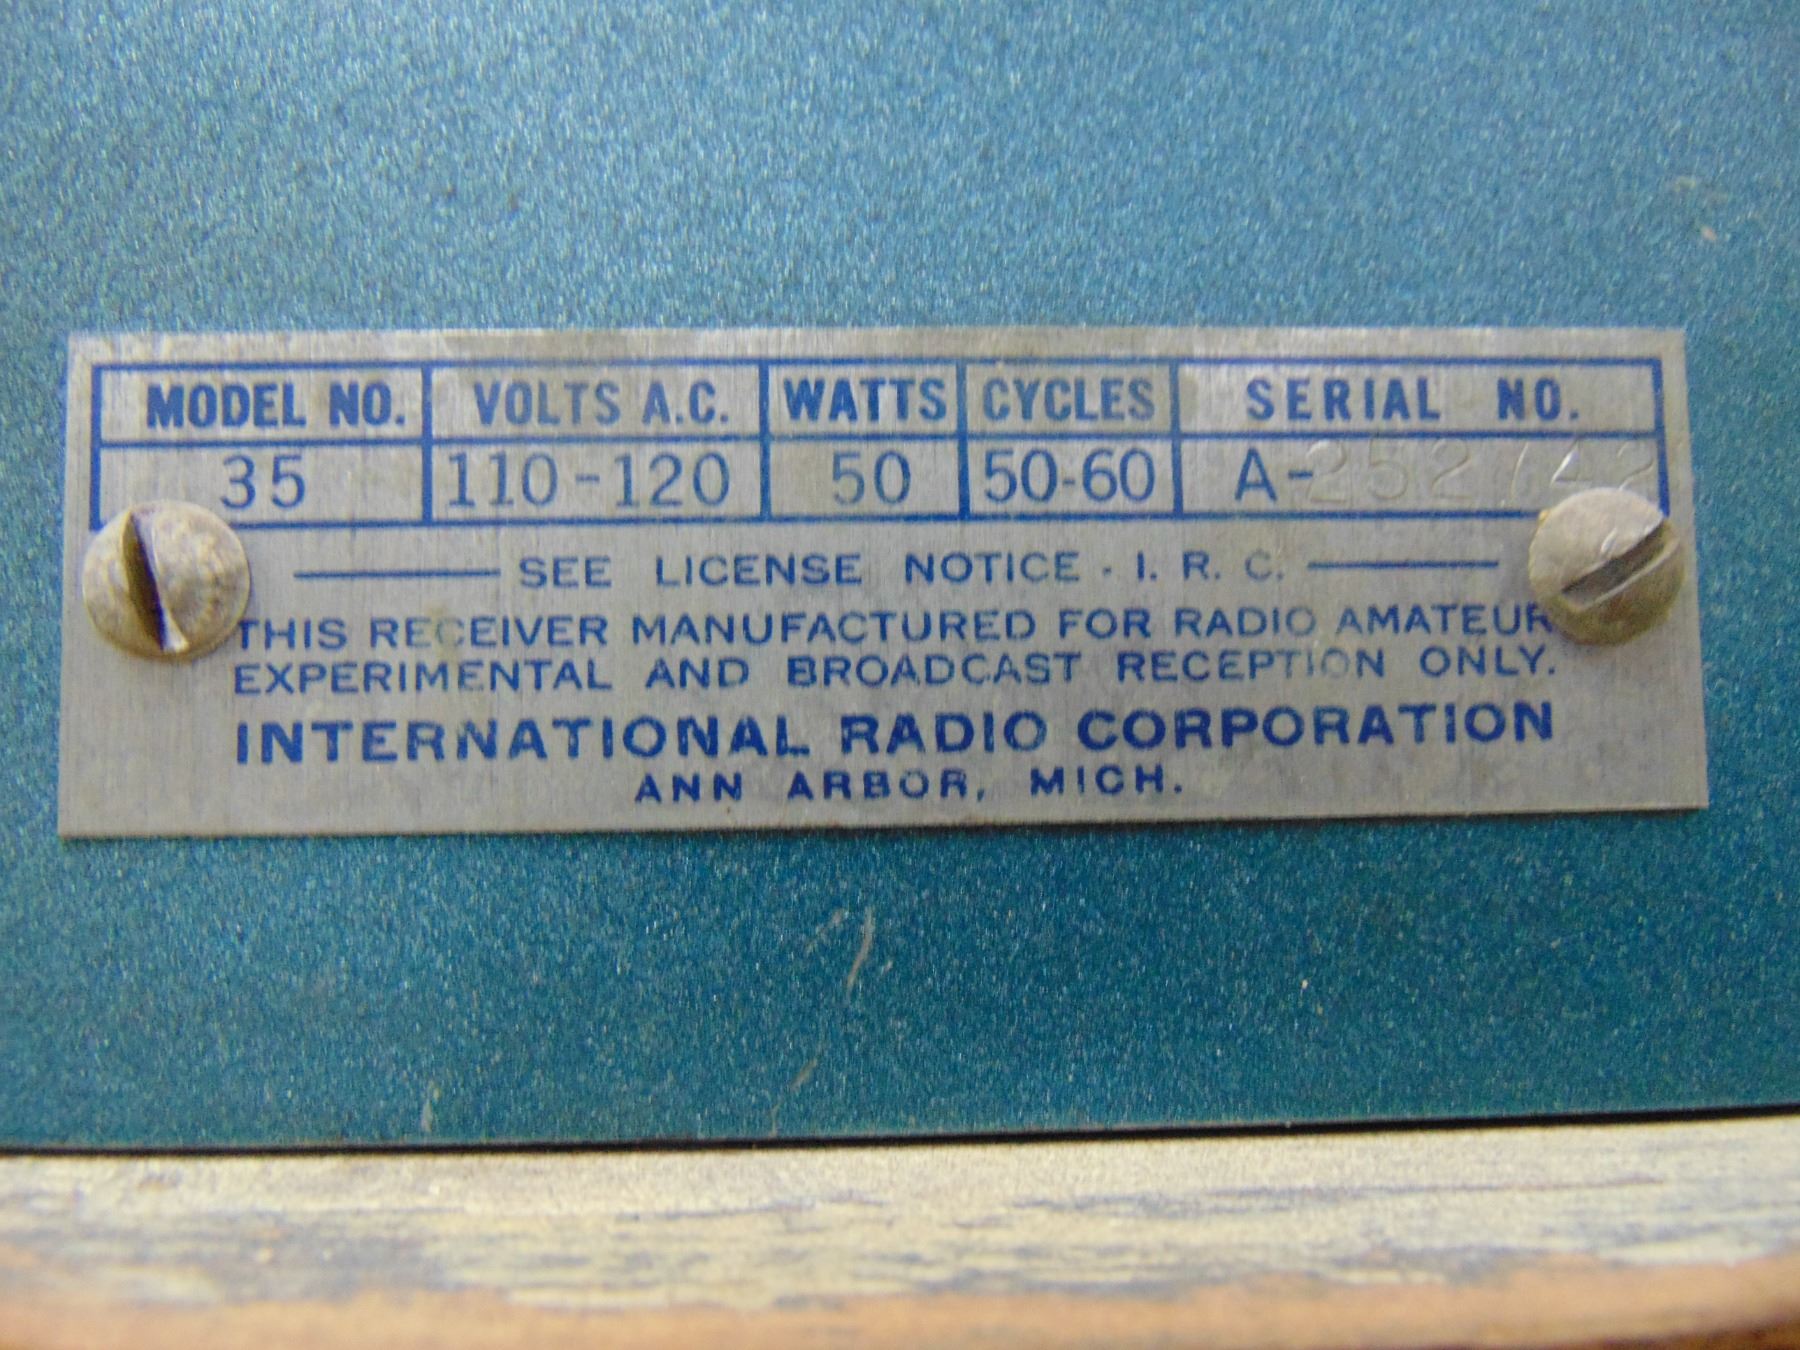 MODEL NO. VOLTS A.C. WATTS CYCLES SERIAL NO.
35 110-120 50 50-60 A-252742
SEE LICENSE NOTICE - I. R. C.
THIS RECEIVER MANUFACTURED FOR RADIO AMATEUR
EXPERIMENTAL AND BROADCAST RECEPTION ONLY.
INTERNATIONAL RADIO CORPORATION
ANN ARBOR, MICH.